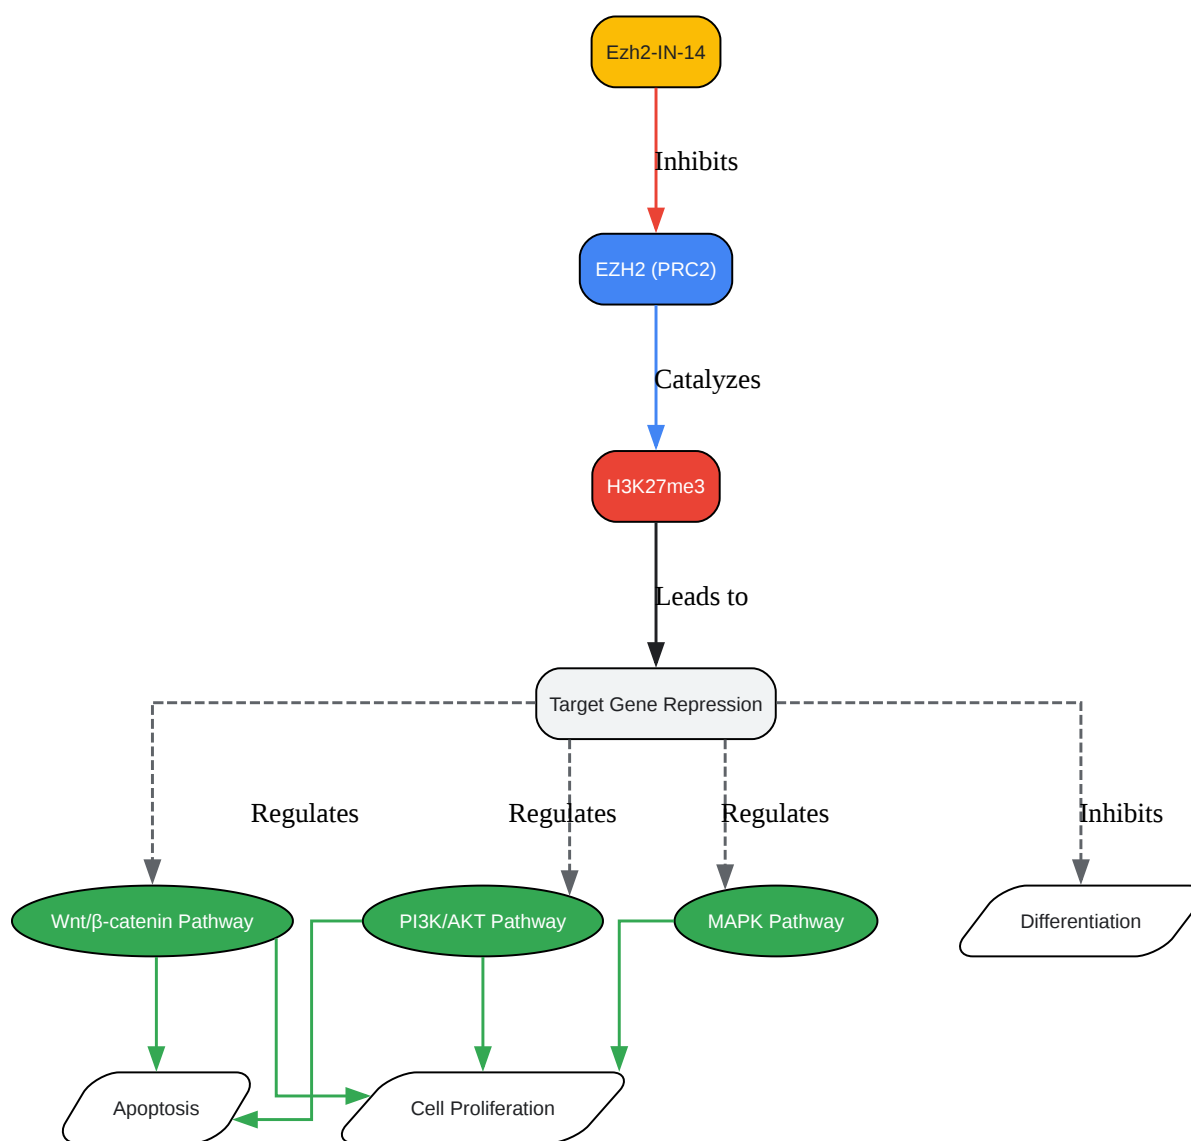 Ezh2-IN-14
Inhibits
EZH2 (PRC2)
Catalyzes
H3K27me3
Leads to
Target Gene Repression
Regulates
Regulates
Regulates
Inhibits
Wnt/β-catenin Pathway
PI3K/AKT Pathway
MAPK Pathway
Differentiation
Apoptosis
Cell Proliferation